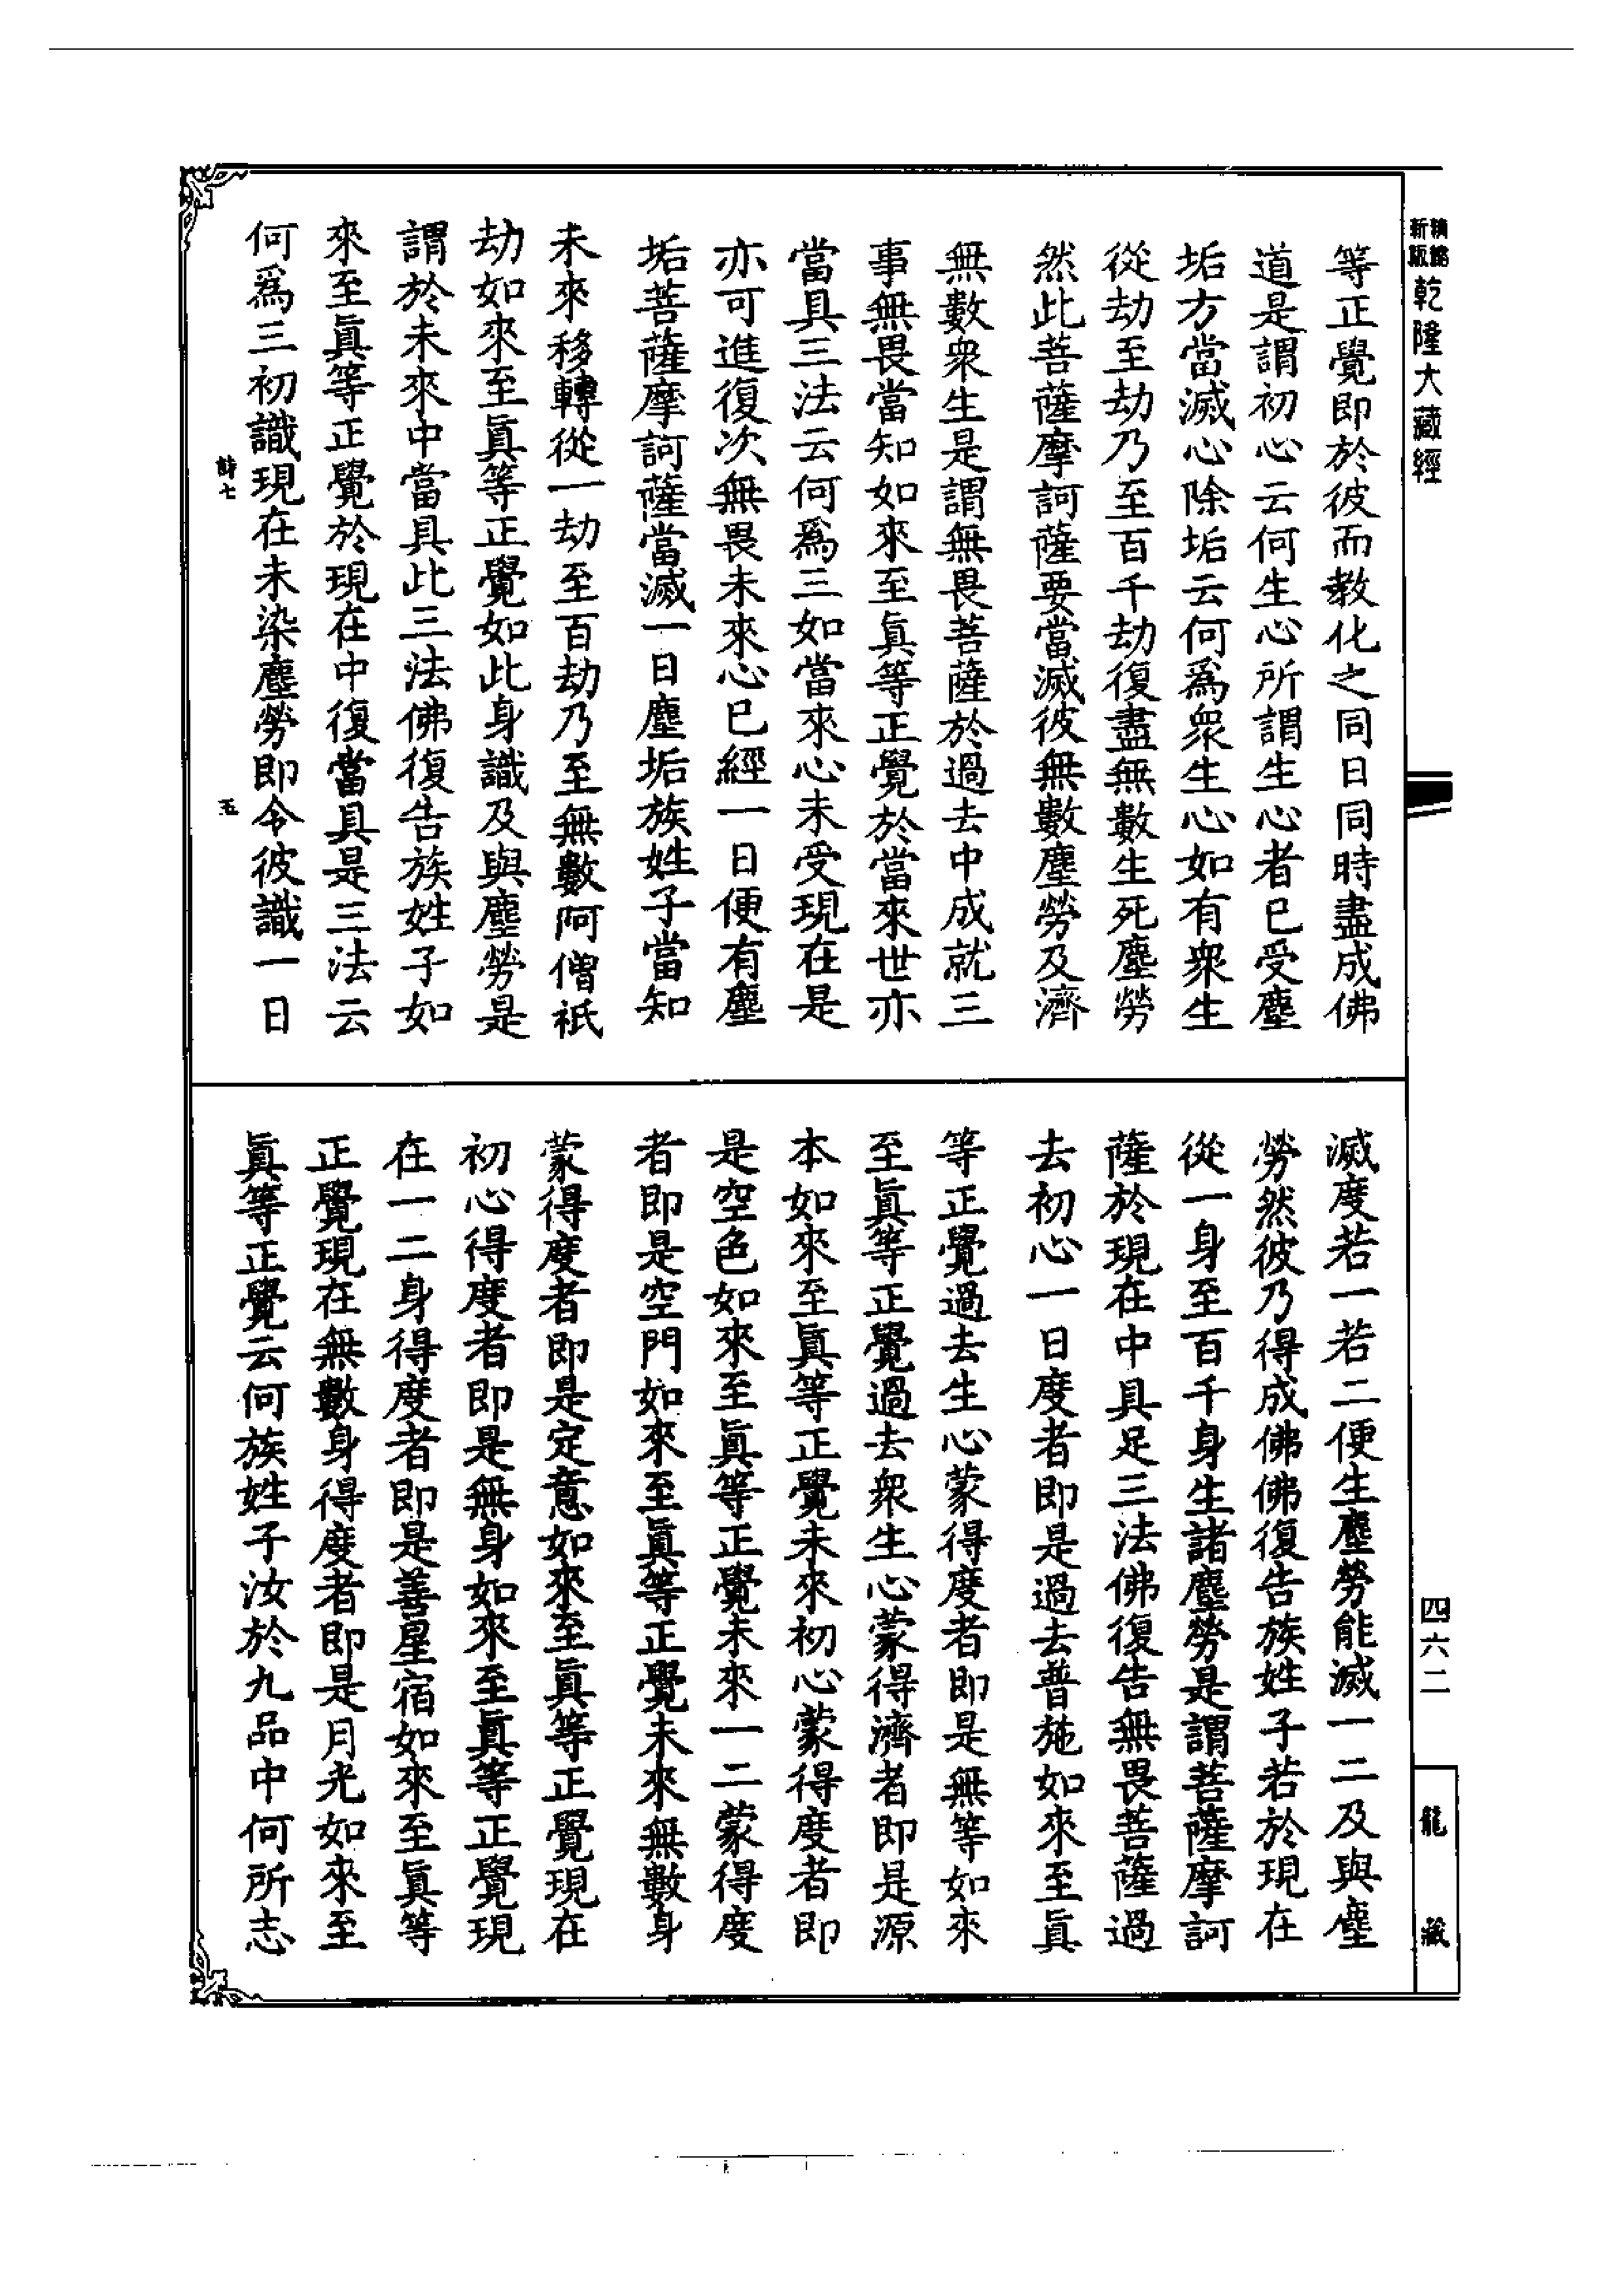 新版 精鉻
乾隆大藏經
等正覺即於彼而教化之同日同時盡成佛
道是謂初心云何生心所謂生心者已受塵
垢方當滅心除垢云何爲衆生心如有衆生
從劫至劫乃至百千劫復盡無數生死塵勞
然此菩薩摩訶薩要當滅彼無數塵勞及濟
無數衆生是謂無畏菩薩於過去中成就三
事無畏當知如來至眞等正覺於當來世亦
當具三法云何爲三如當來心未受現在是
亦可進復次無畏未來心已經一日便有塵
垢菩薩摩訶薩當滅一日塵垢族姓子當知
未來移轉從一劫至百劫乃至無數阿僧祇
劫如來至眞等正覺如此身識及與塵勞是
謂於未來中當具此三法佛復告族姓子如
來至眞等正覺於現在中復當具是三法云
何爲三初識現在未染塵勞即令彼識一日
詩七
五
滅度若一若二便生塵勞能滅一二及與塵
勞然彼乃得成佛佛復告族姓子若於現在
從一身至百千身生諸塵勞是謂菩薩摩訶
薩於現在中具足三法佛復告無畏菩薩過
去初心一日度者即是過去普施如來至眞
等正覺過去生心蒙得度者即是無等如來
至眞等正覺過去衆生心蒙得濟者即是源
本如來至眞等正覺未來初心蒙得度者即
是空色如來至眞等正覺未來一二蒙得度
者即是空門如來至眞等正覺未來無數身
蒙得度者即是定意如來至眞等正覺現在
初心得度者即是無身如來至眞等正覺現
在一二身得度者即是善星宿如來至眞等
正覺現在無數身得度者即是月光如來至
眞等正覺云何族姓子汝於九品中何所志
四六二
龍藏